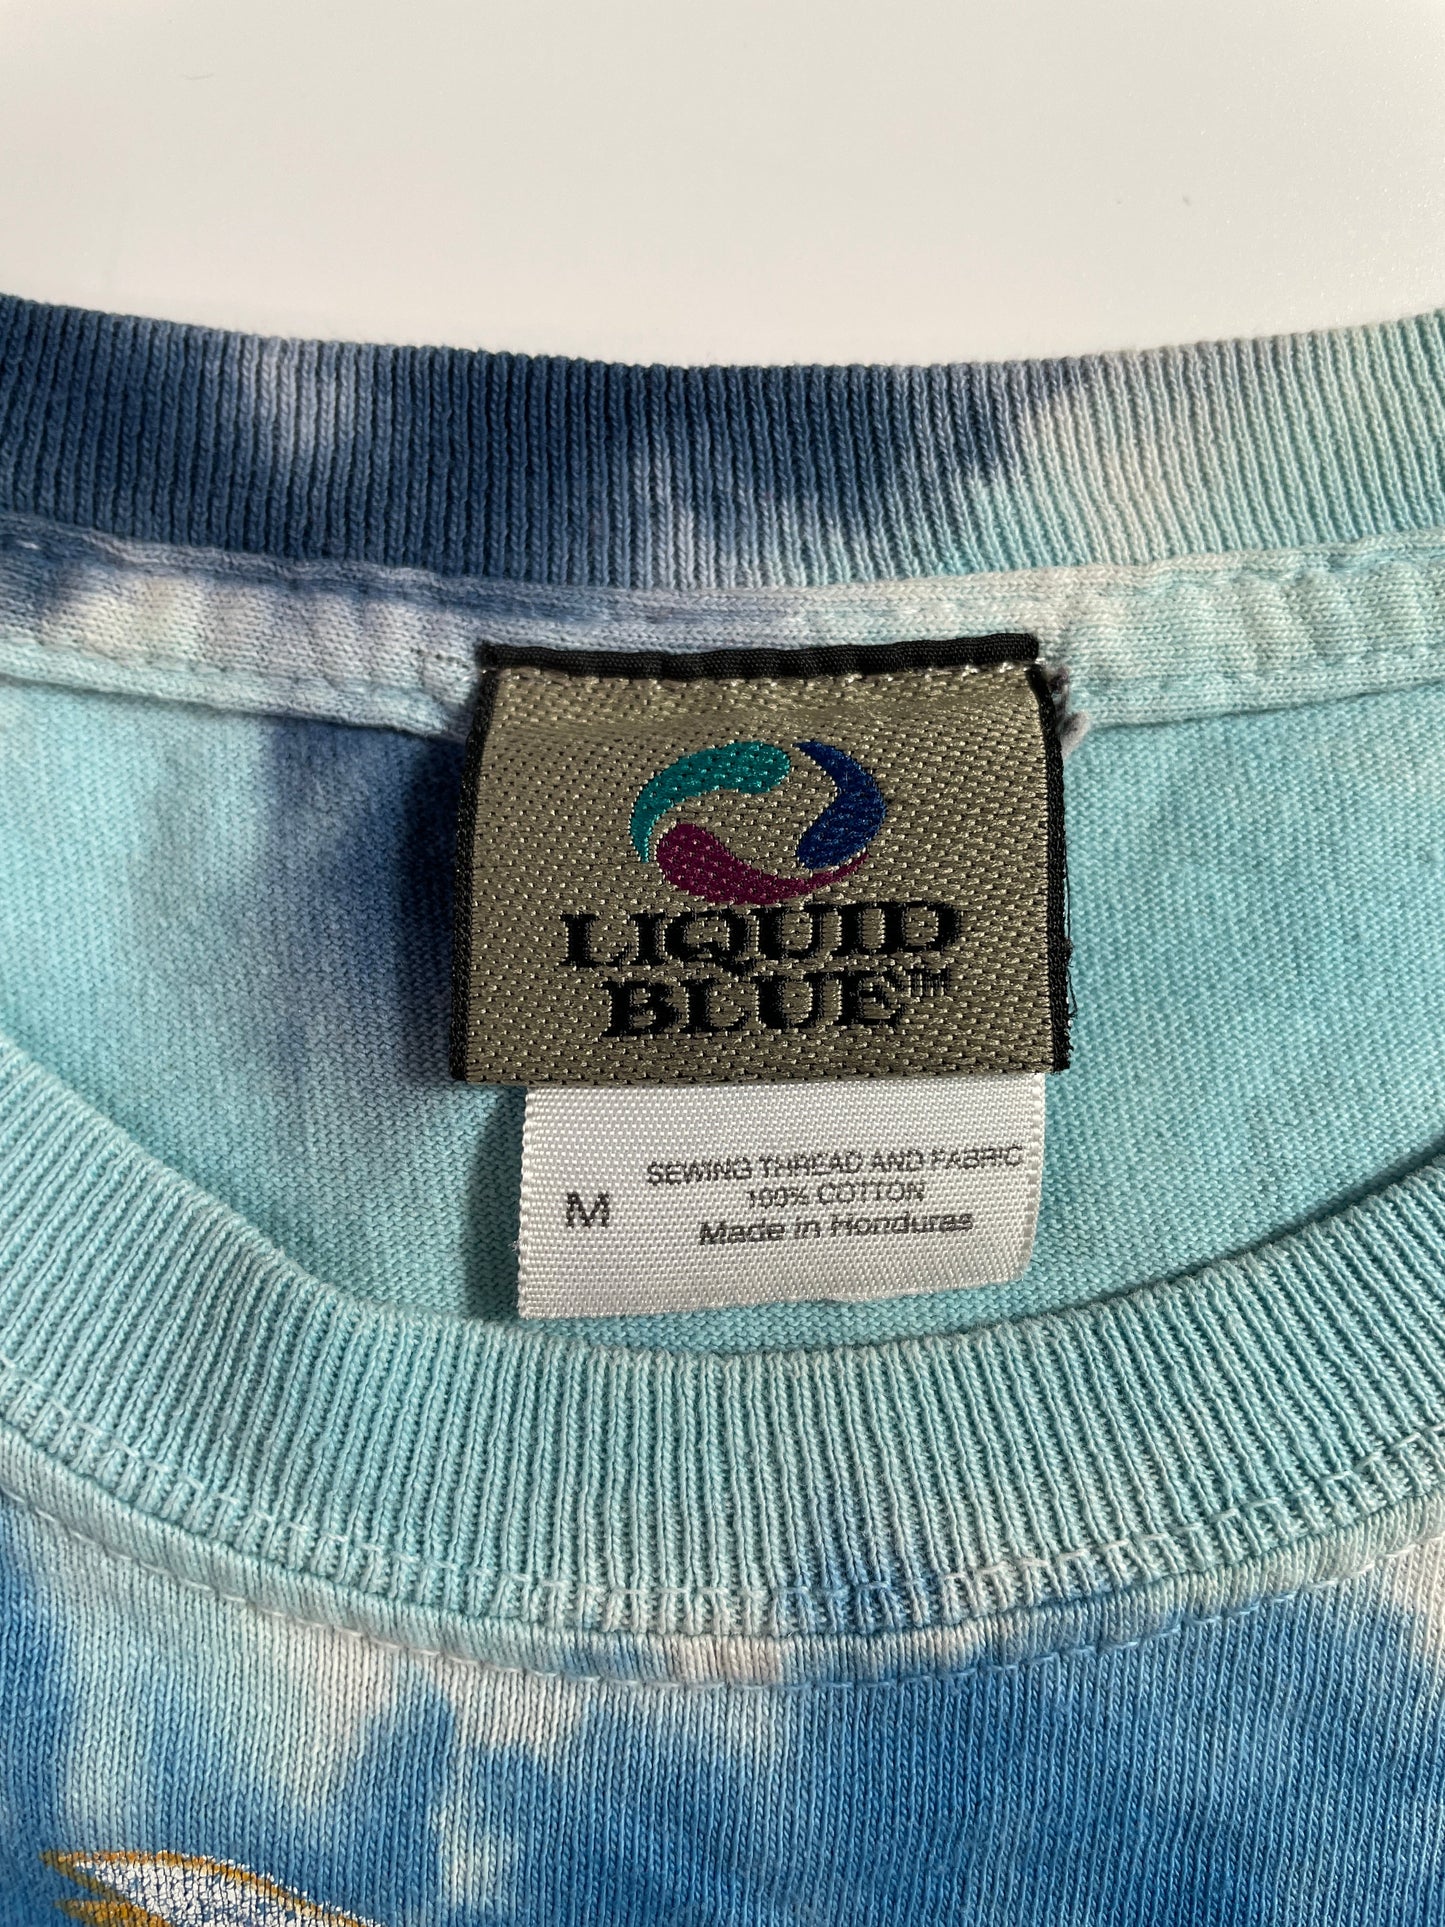 LIQUID
BLUE™
M
SEWING THREAD AND FABRIC
100% COTTON
Made in Honduras